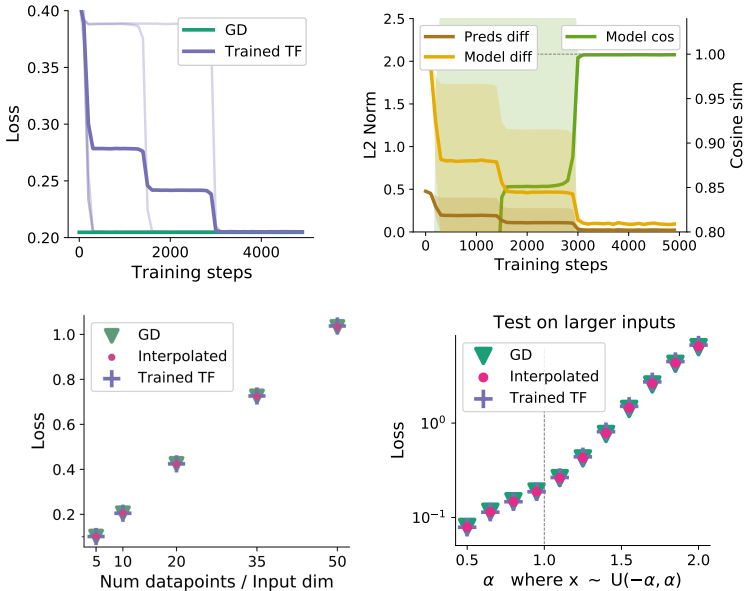 0.40
0.35
0.30
0.25
0.20
Loss
GD
Trained TF
0
2000
4000
Training steps
2.5
2.0
1.5
1.0
0.5
0.0
L2 Norm
Preds diff
Model diff
Model cos
1.00
0.95
0.90
0.85
0.80
Cosine sim
0
1000
2000
3000
4000
5000
Training steps
1.0
0.8
0.6
0.4
0.2
Loss
GD
Interpolated
Trained TF
5
10
20
35
50
Num datapoints / Input dim
Test on larger inputs
GD
Interpolated
Trained TF
10⁰
10⁻¹
Loss
0.5
1.0
1.5
2.0
α where x ∼ U(−α, α)